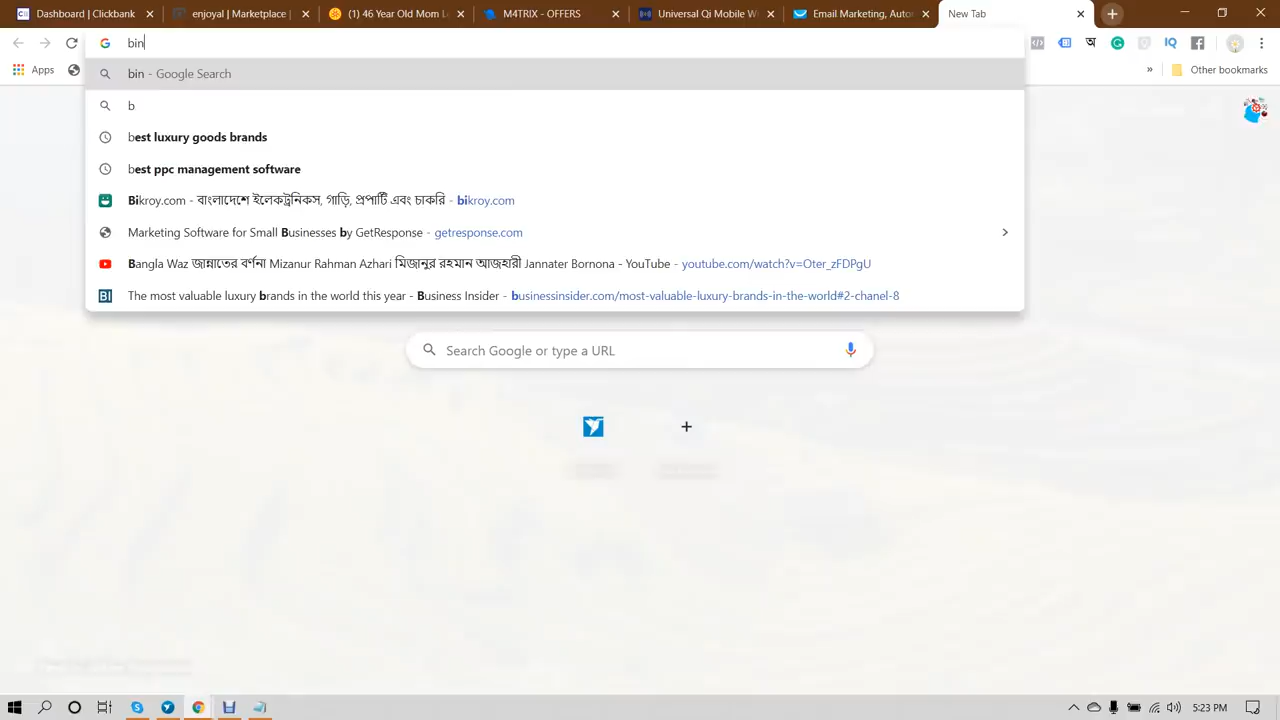 Dashboard |
enjoyal | Marketplace
(1) 46 Year Old Mom L
M4TRIX - OFFERS
Universal Qi Mobile W
Email Marketing, Auto
New Tab
bin
Apps
Other bookmarks
bin - Google Search
b
best luxury goods brands
best ppc management software
Bikroy.com - বাংলাদেশে ইলেকট্রনিকস, গাড়ি, প্রপার্টি এবং চাকরি - bikroy.com
Marketing Software for Small Businesses by GetResponse - getresponse.com
Bangla Waz জান্নাতের বর্ণনা Mizanur Rahman Azhari মিজানুর রহমান আজহারী Jannater Bornona - YouTube - youtube.com/watch?v=Oter_zFDPgU
The most valuable luxury brands in the world this year - Business Insider - businessinsider.com/most-valuable-luxury-brands-in-the-world#2-chanel-8
Search Google or type a URL
5:23 PM